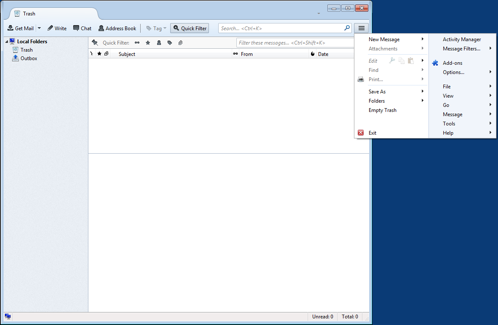 Trash
Get Mail Write Chat Address Book Tag Quick Filter Search... <Ctrl+K>
Local Folders
Trash
Outbox
Quick Filter: Filter these messages... <Ctrl+Shift+K>
Subject From Date
New Message
Attachments
Edit
Find
Print...
Save As
Folders
Empty Trash
Exit
Activity Manager
Message Filters...
Add-ons
Options...
File
View
Go
Message
Tools
Help
Unread: 0 Total: 0